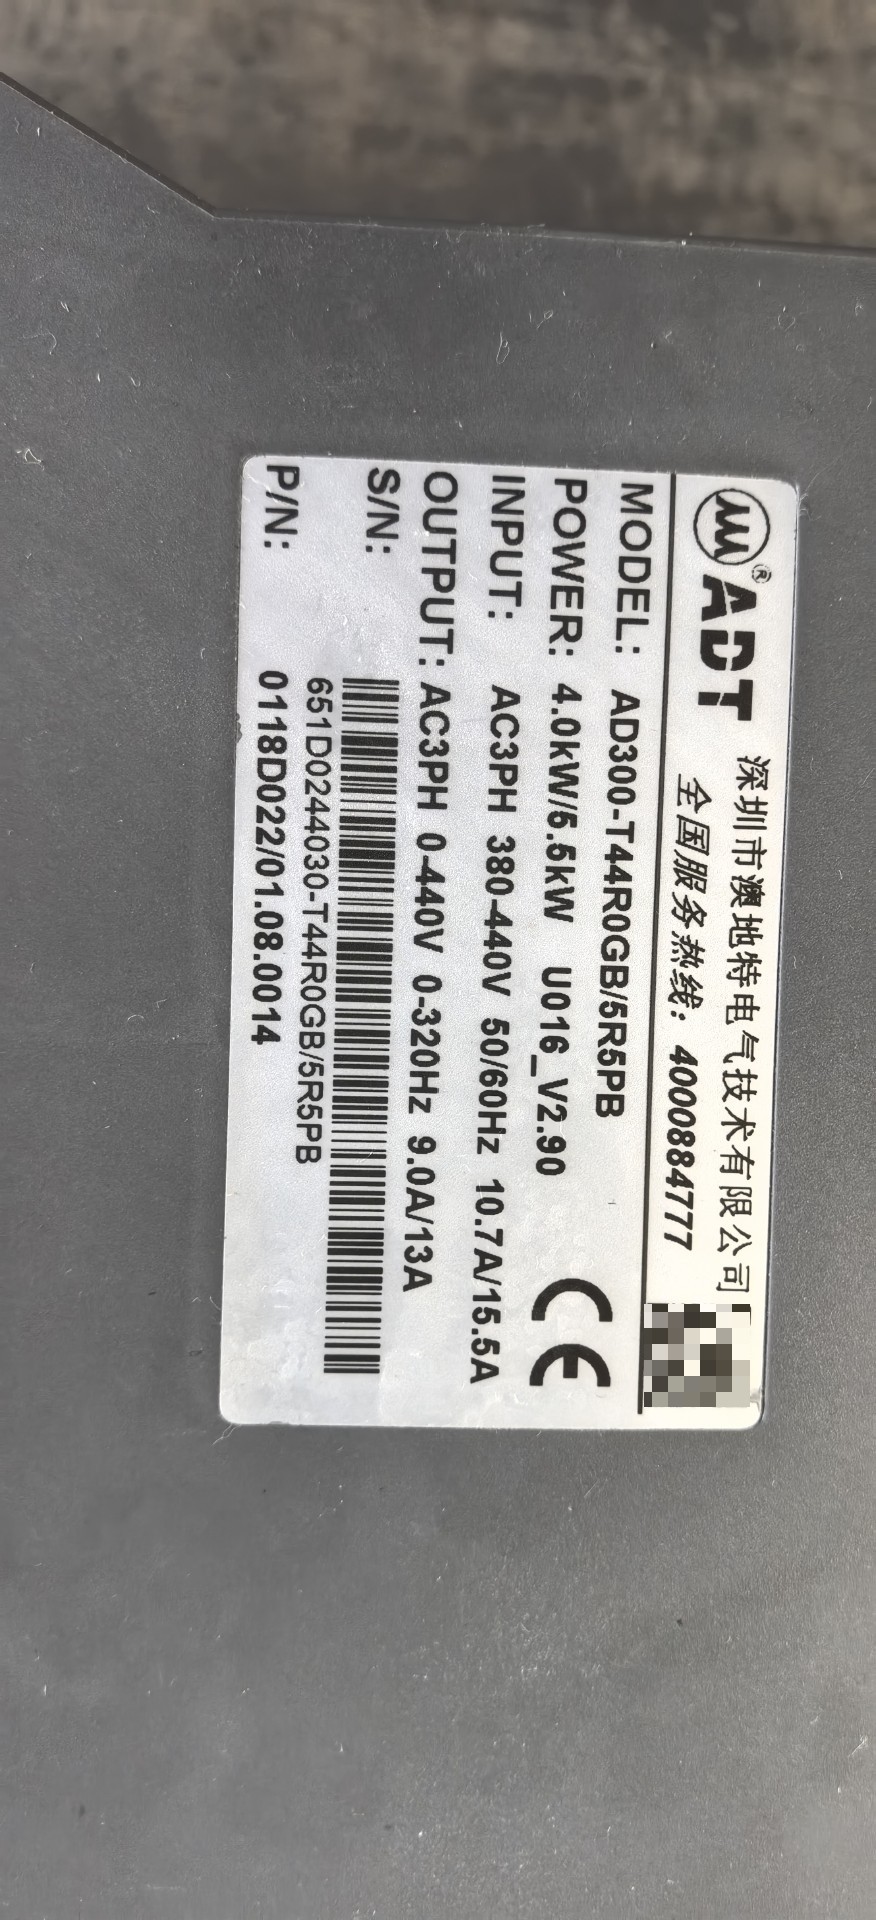 ADT® 深圳市澳地特电气技术有限公司
全国服务热线：4000884777
MODEL: AD300-T44R0GB/5R5PB
POWER: 4.0kW/5.5kW U016_V2.90
INPUT: AC3PH 380-440V 50/60Hz 10.7A/15.5A
OUTPUT: AC3PH 0-440V 0-320Hz 9.0A/13A
CE
S/N:
651D0244030-T44R0GB/5R5PB
P/N: 0118D022/01.08.0014